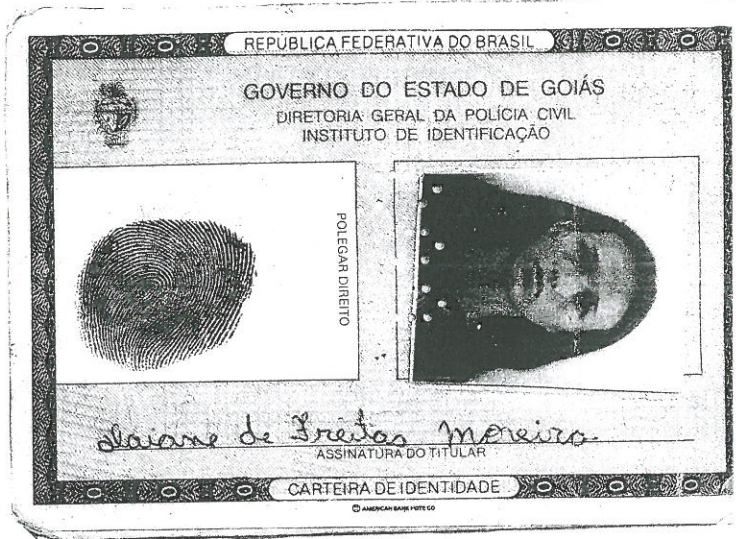 REPÚBLICA FEDERATIVA DO BRASIL
GOVERNO DO ESTADO DE GOIÁS
DIRETORIA GERAL DA POLÍCIA CIVIL
INSTITUTO DE IDENTIFICAÇÃO
POLEGAR DIREITO
Laiane de Freitas Moreira
ASSINATURA DO TITULAR
CARTEIRA DE IDENTIDADE
AMERICAN BANK NOTE CO